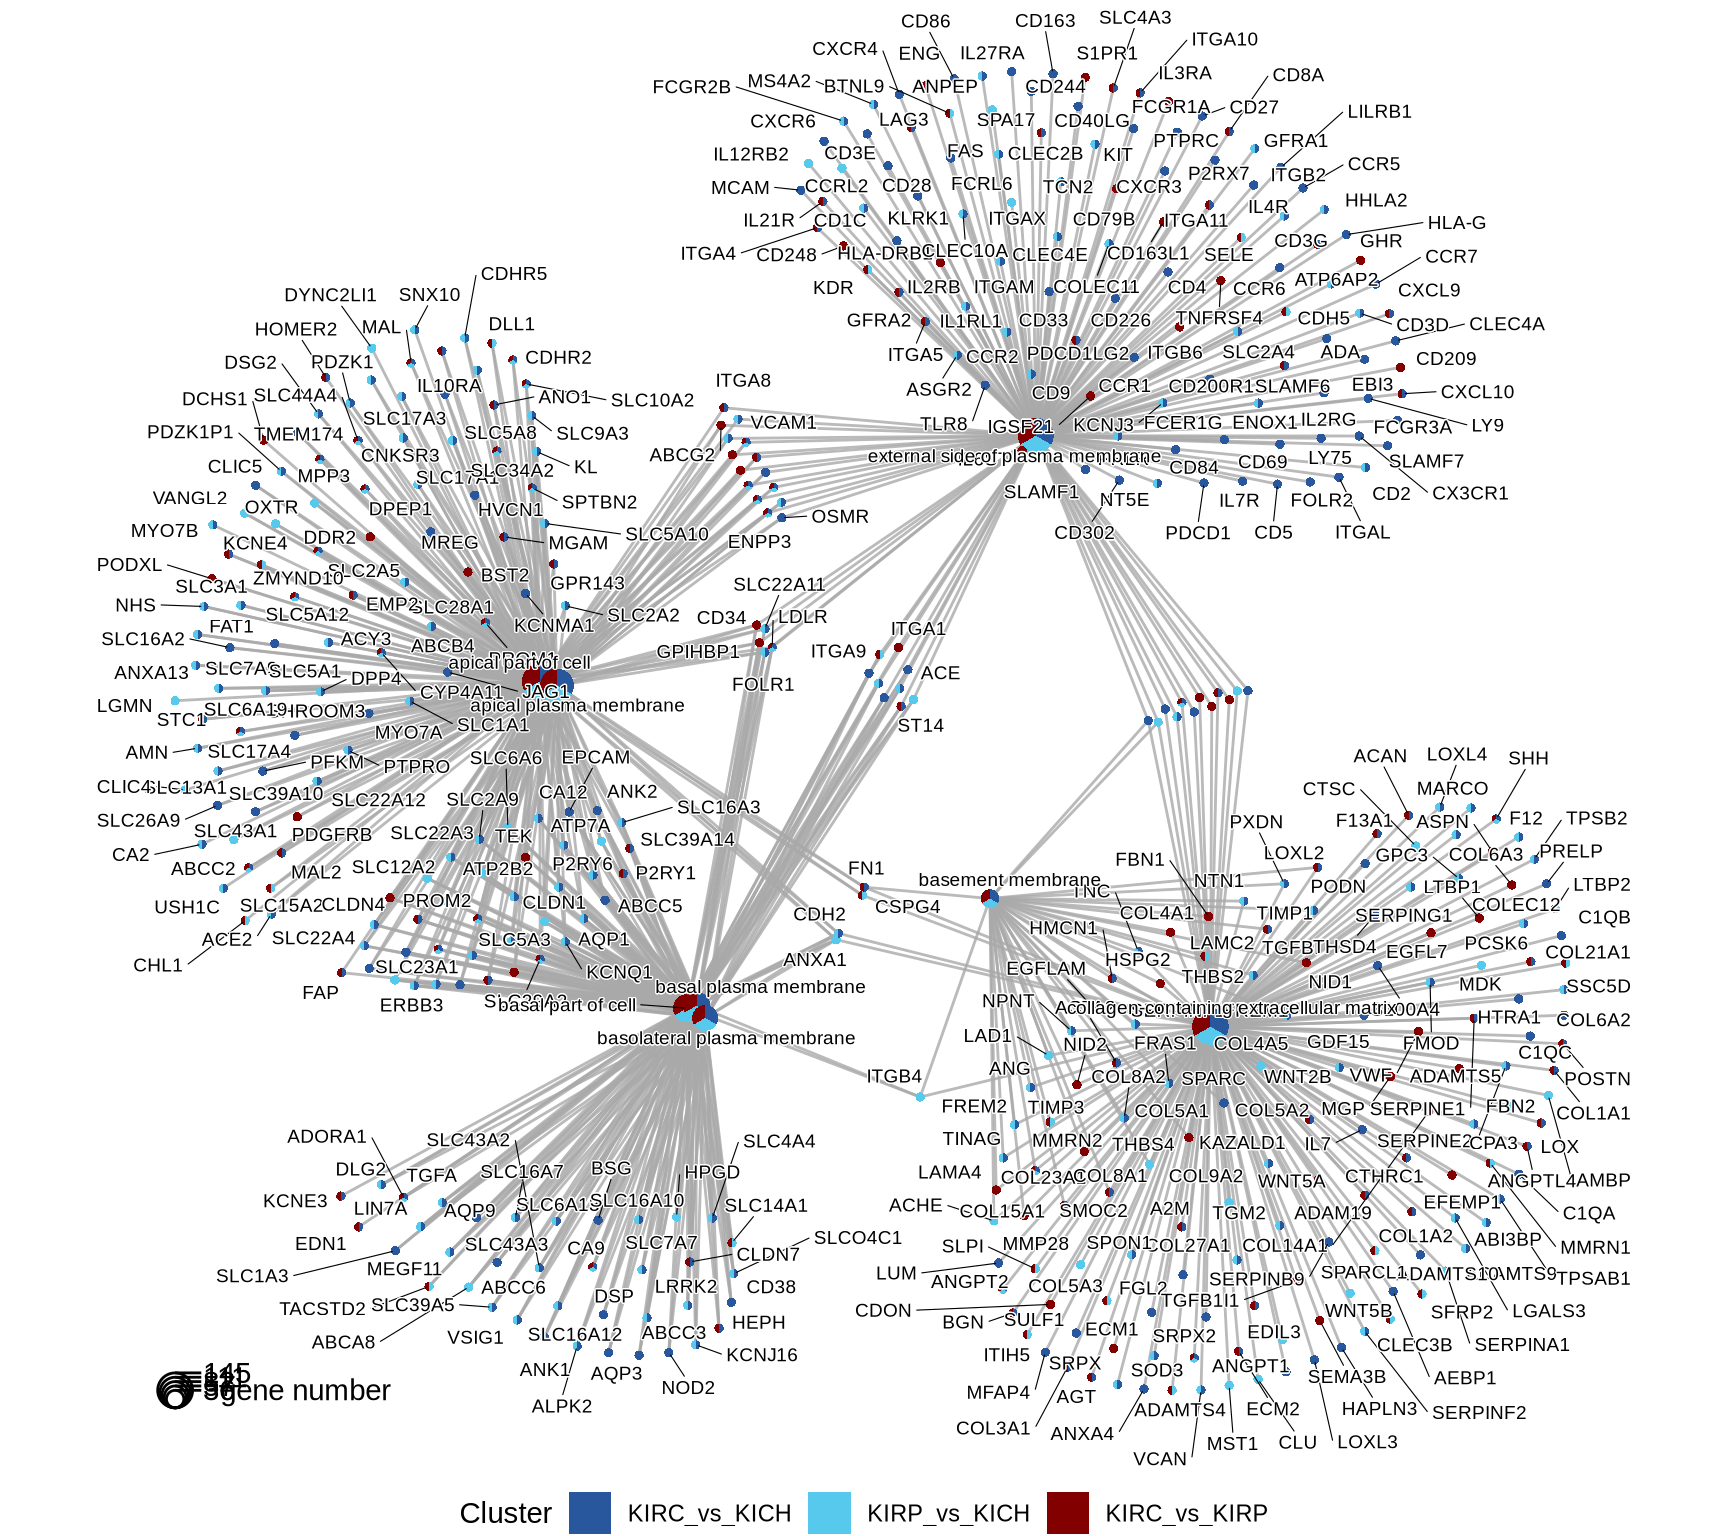 CD86
CD163
SLC4A3
CXCR4
ENG
IL27RA
S1PR1
ITGA10
FCGR2B
MS4A2
BTNL9
ANPEP
CD244
IL3RA
CD8A
CXCR6
LAG3
SPA17
CD40LG
FCGR1A
CD27
LILRB1
IL12RB2
CD3E
FAS
CLEC2B
KIT
PTPRC
GFRA1
MCAM
CCRL2
CD28
FCRL6
TCN2
CXCR3
P2RX7
ITGB2
CCR5
IL21R
CD1C
KLRK1
ITGAX
CD79B
ITGA11
IL4R
HHLA2
ITGA4
CD248
CLEC10A
CLEC4E
CD163L1
SELE
CD3G
GHR
HLA-G
KDR
IL2RB
ITGAM
COLEC11
CD4
CCR6
ATP6AP2
CCR7
GFRA2
IL1RL1
CD33
CD226
TNFRSF4
CDH5
CXCL9
CD3D
CLEC4A
ITGA5
CCR2
PDCD1LG2
ITGB6
SLC2A4
ADA
CD209
ASGR2
CD9
CCR1
CD200R1
SLAMF6
EBI3
CXCL10
TLR8
IGSF21
KCNJ3
FCER1G
ENOX1
IL2RG
FCGR3A
LY9
external side of plasma membrane
CD84
CD69
LY75
SLAMF7
SLAMF1
NT5E
IL7R
FOLR2
CD2
CX3CR1
CD302
PDCD1
CD5
ITGAL
CDHR5
DYNC2LI1
SNX10
HOMER2
MAL
DLL1
DSG2
PDZK1
CDHR2
DCHS1
SLC44A4
IL10RA
ANO1
SLC10A2
PDZK1P1
TMEM174
SLC17A3
SLC5A8
SLC9A3
CLIC5
MPP3
CNKSR3
SLC17A1
SLC34A2
KL
VANGL2
OXTR
DPEP1
HVCN1
SPTBN2
MYO7B
KCNE4
DDR2
MREG
MGAM
SLC5A10
PODXL
SLC3A1
ZMYND10
SLC2A5
BST2
GPR143
NHS
SLC5A12
EMP2
SLC28A1
KCNMA1
SLC2A2
SLC16A2
FAT1
ACY3
ABCB4
ANXA13
SLC5A1
DPP4
apical part of cell
LGMN
STC1
CYP4A11
JAG1
apical plasma membrane
SLC1A1
AMN
SLC17A4
MYO7A
PFKM
PTPRO
CLIC4
SLC13A1
SLC39A10
SLC22A12
SLC26A9
SLC43A1
PDGFRB
CA2
ABCC2
MAL2
USH1C
SLC15A2
ACE2
CHL1
ITGA8
VCAM1
ABCG2
OSMR
ENPP3
SLC22A11
CD34
LDLR
GPIHBP1
FOLR1
ITGA1
ITGA9
ACE
ST14
SLC6A6
EPCAM
SLC2A9
CA12
ANK2
SLC16A3
SLC22A3
TEK
ATP7A
SLC39A14
SLC12A2
ATP2B2
P2RY6
P2RY1
CLDN4
PROM2
CLDN1
ABCC5
SLC22A4
SLC5A3
AQP1
SLC23A1
KCNQ1
FAP
ERBB3
basal plasma membrane
basal part of cell
basolateral plasma membrane
FN1
CSPG4
CDH2
ANXA1
ITGB4
ADORA1
SLC43A2
SLC4A4
DLG2
TGFA
SLC16A7
BSG
HPGD
KCNE3
LIN7A
AQP9
SLC16A10
SLC14A1
EDN1
SLC43A3
CA9
SLC7A7
CLDN7
SLCO4C1
SLC1A3
MEGF11
ABCC6
DSP
LRRK2
CD38
TACSTD2
SLC39A5
ABCA8
VSIG1
SLC16A12
ABCC3
HEPH
KCNJ16
ANK1
AQP3
NOD2
ALPK2
ACAN
LOXL4
SHH
CTSC
MARCO
PXDN
F13A1
ASPN
F12
TPSB2
FBN1
LOXL2
GPC3
COL6A3
PRELP
basement membrane
NTN1
PODN
LTBP1
LTBP2
COL4A1
TIMP1
SERPING1
COLEC12
C1QB
HMCN1
LAMC2
THSD4
EGFL7
PCSK6
COL21A1
EGFLAM
HSPG2
THBS2
NID1
MDK
SSC5D
NPNT
collagen-containing extracellular matrix
HTRA1
COL6A2
LAD1
NID2
FRAS1
COL4A5
GDF15
FMOD
C1QC
ANG
COL8A2
SPARC
WNT2B
VWF
ADAMTS5
POSTN
FREM2
TIMP3
COL5A1
COL5A2
MGP
SERPINE1
FBN2
COL1A1
TINAG
MMRN2
THBS4
KAZALD1
IL7
SERPINE2
CPA3
LOX
LAMA4
COL8A1
COL9A2
WNT5A
CTHRC1
ANGPTL4
AMBP
ACHE
COL15A1
SMOC2
A2M
TGM2
ADAM19
EFEMP1
C1QA
SLPI
MMP28
SPON1
COL27A1
COL14A1
COL1A2
ABI3BP
MMRN1
LUM
ANGPT2
COL5A3
FGL2
SERPINB9
SPARCL1
TPSAB1
CDON
BGN
SULF1
TGFB1I1
WNT5B
SFRP2
LGALS3
ECM1
SRPX2
EDIL3
CLEC3B
SERPINA1
ITIH5
SRPX
SOD3
ANGPT1
SEMA3B
AEBP1
MFAP4
AGT
ADAMTS4
ECM2
HAPLN3
SERPINF2
COL3A1
ANXA4
MST1
CLU
LOXL3
VCAN
145
gene number
Cluster
KIRC_vs_KICH
KIRP_vs_KICH
KIRC_vs_KIRP